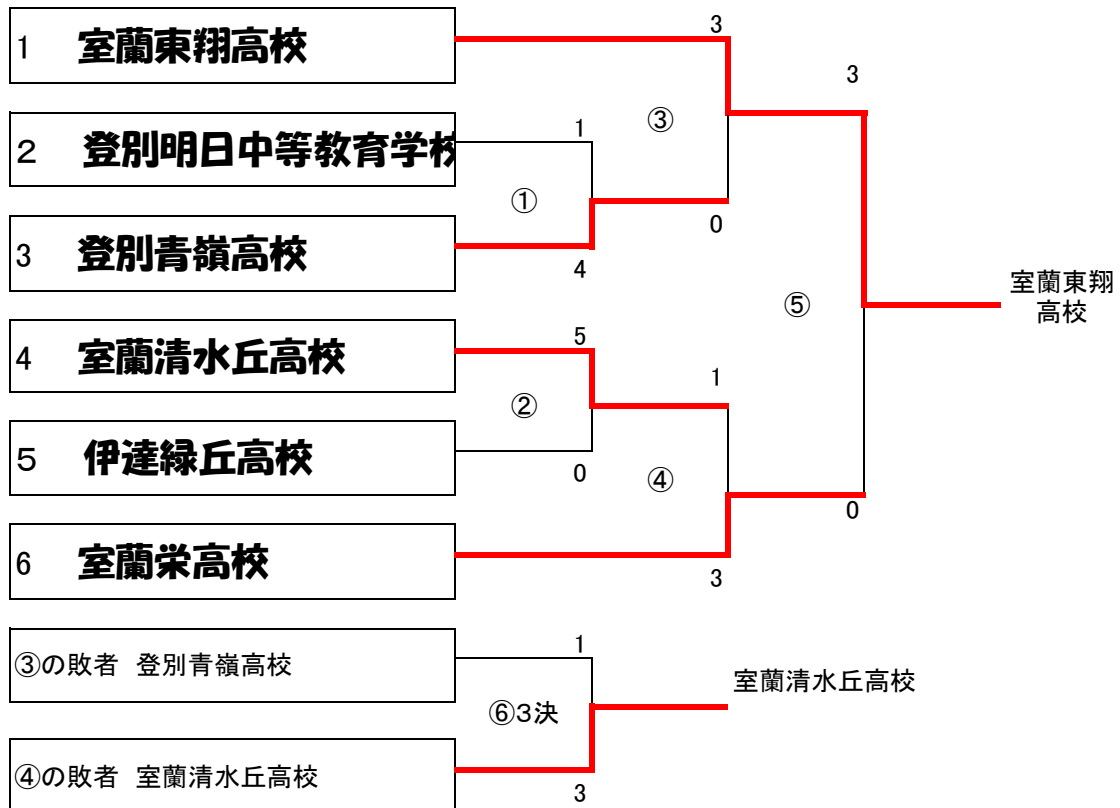 3
1 室蘭東翔高校
3
③
2 登別明日中等教育学校
1
①
0
3 登別青嶺高校
4
室蘭東翔
高校
⑤
5
4 室蘭清水丘高校
1
②
5 伊達緑丘高校
0
④
0
6 室蘭栄高校
3
1
③の敗者 登別青嶺高校
室蘭清水丘高校
⑥3決
④の敗者 室蘭清水丘高校
3